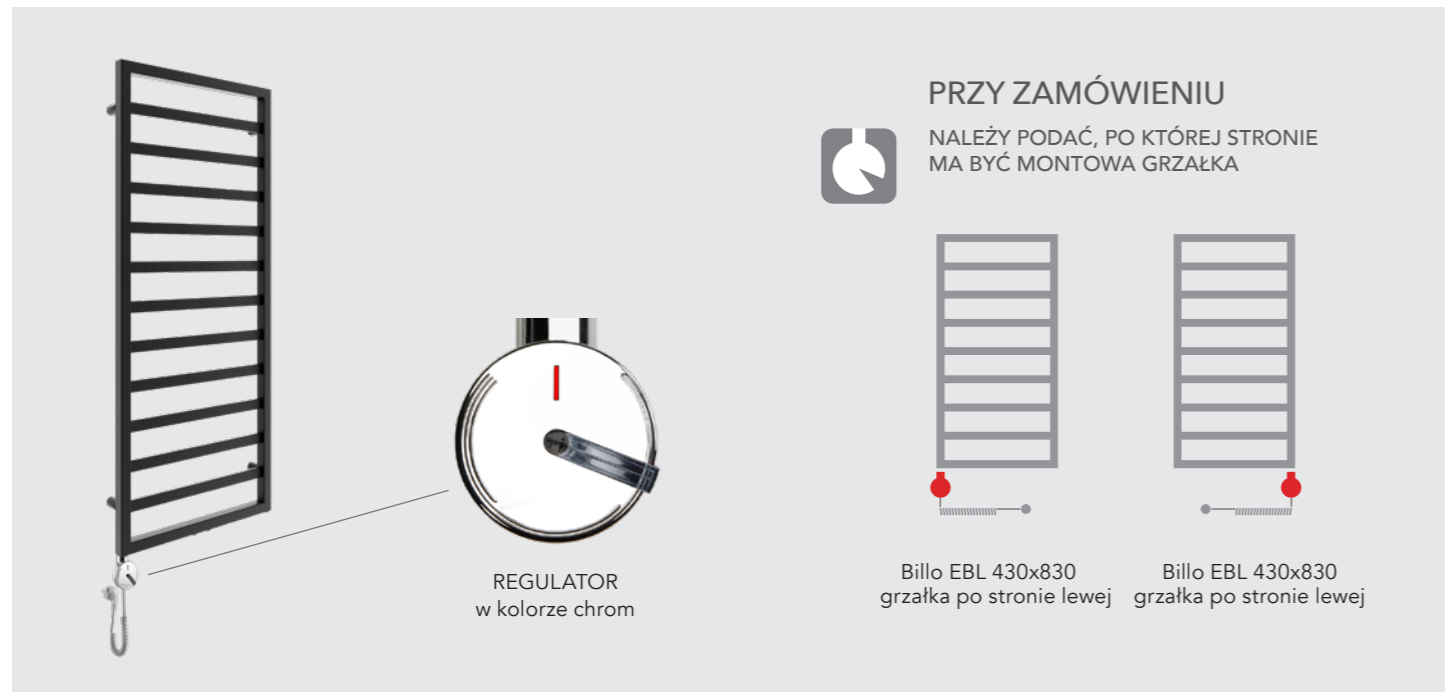 PRZY ZAMÓWIENIU
NALEŻY PODAĆ, PO KTÓREJ STRONIE
MA BYĆ MONTOWA GRZAŁKA
REGULATOR
w kolorze chrom
Billo EBL 430x830
grzałka po stronie lewej
Billo EBL 430x830
grzałka po stronie lewej